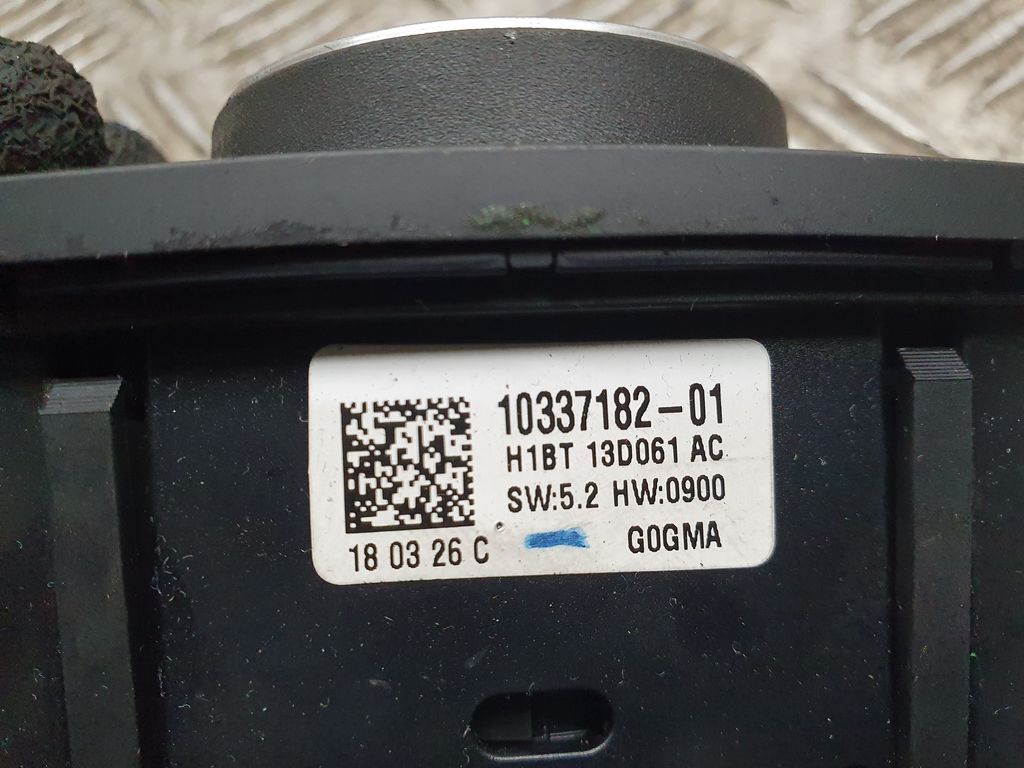 10337182-01
H1BT 13D061 AC
SW:5.2 HW:0900
G0GMA
18 03 26 C